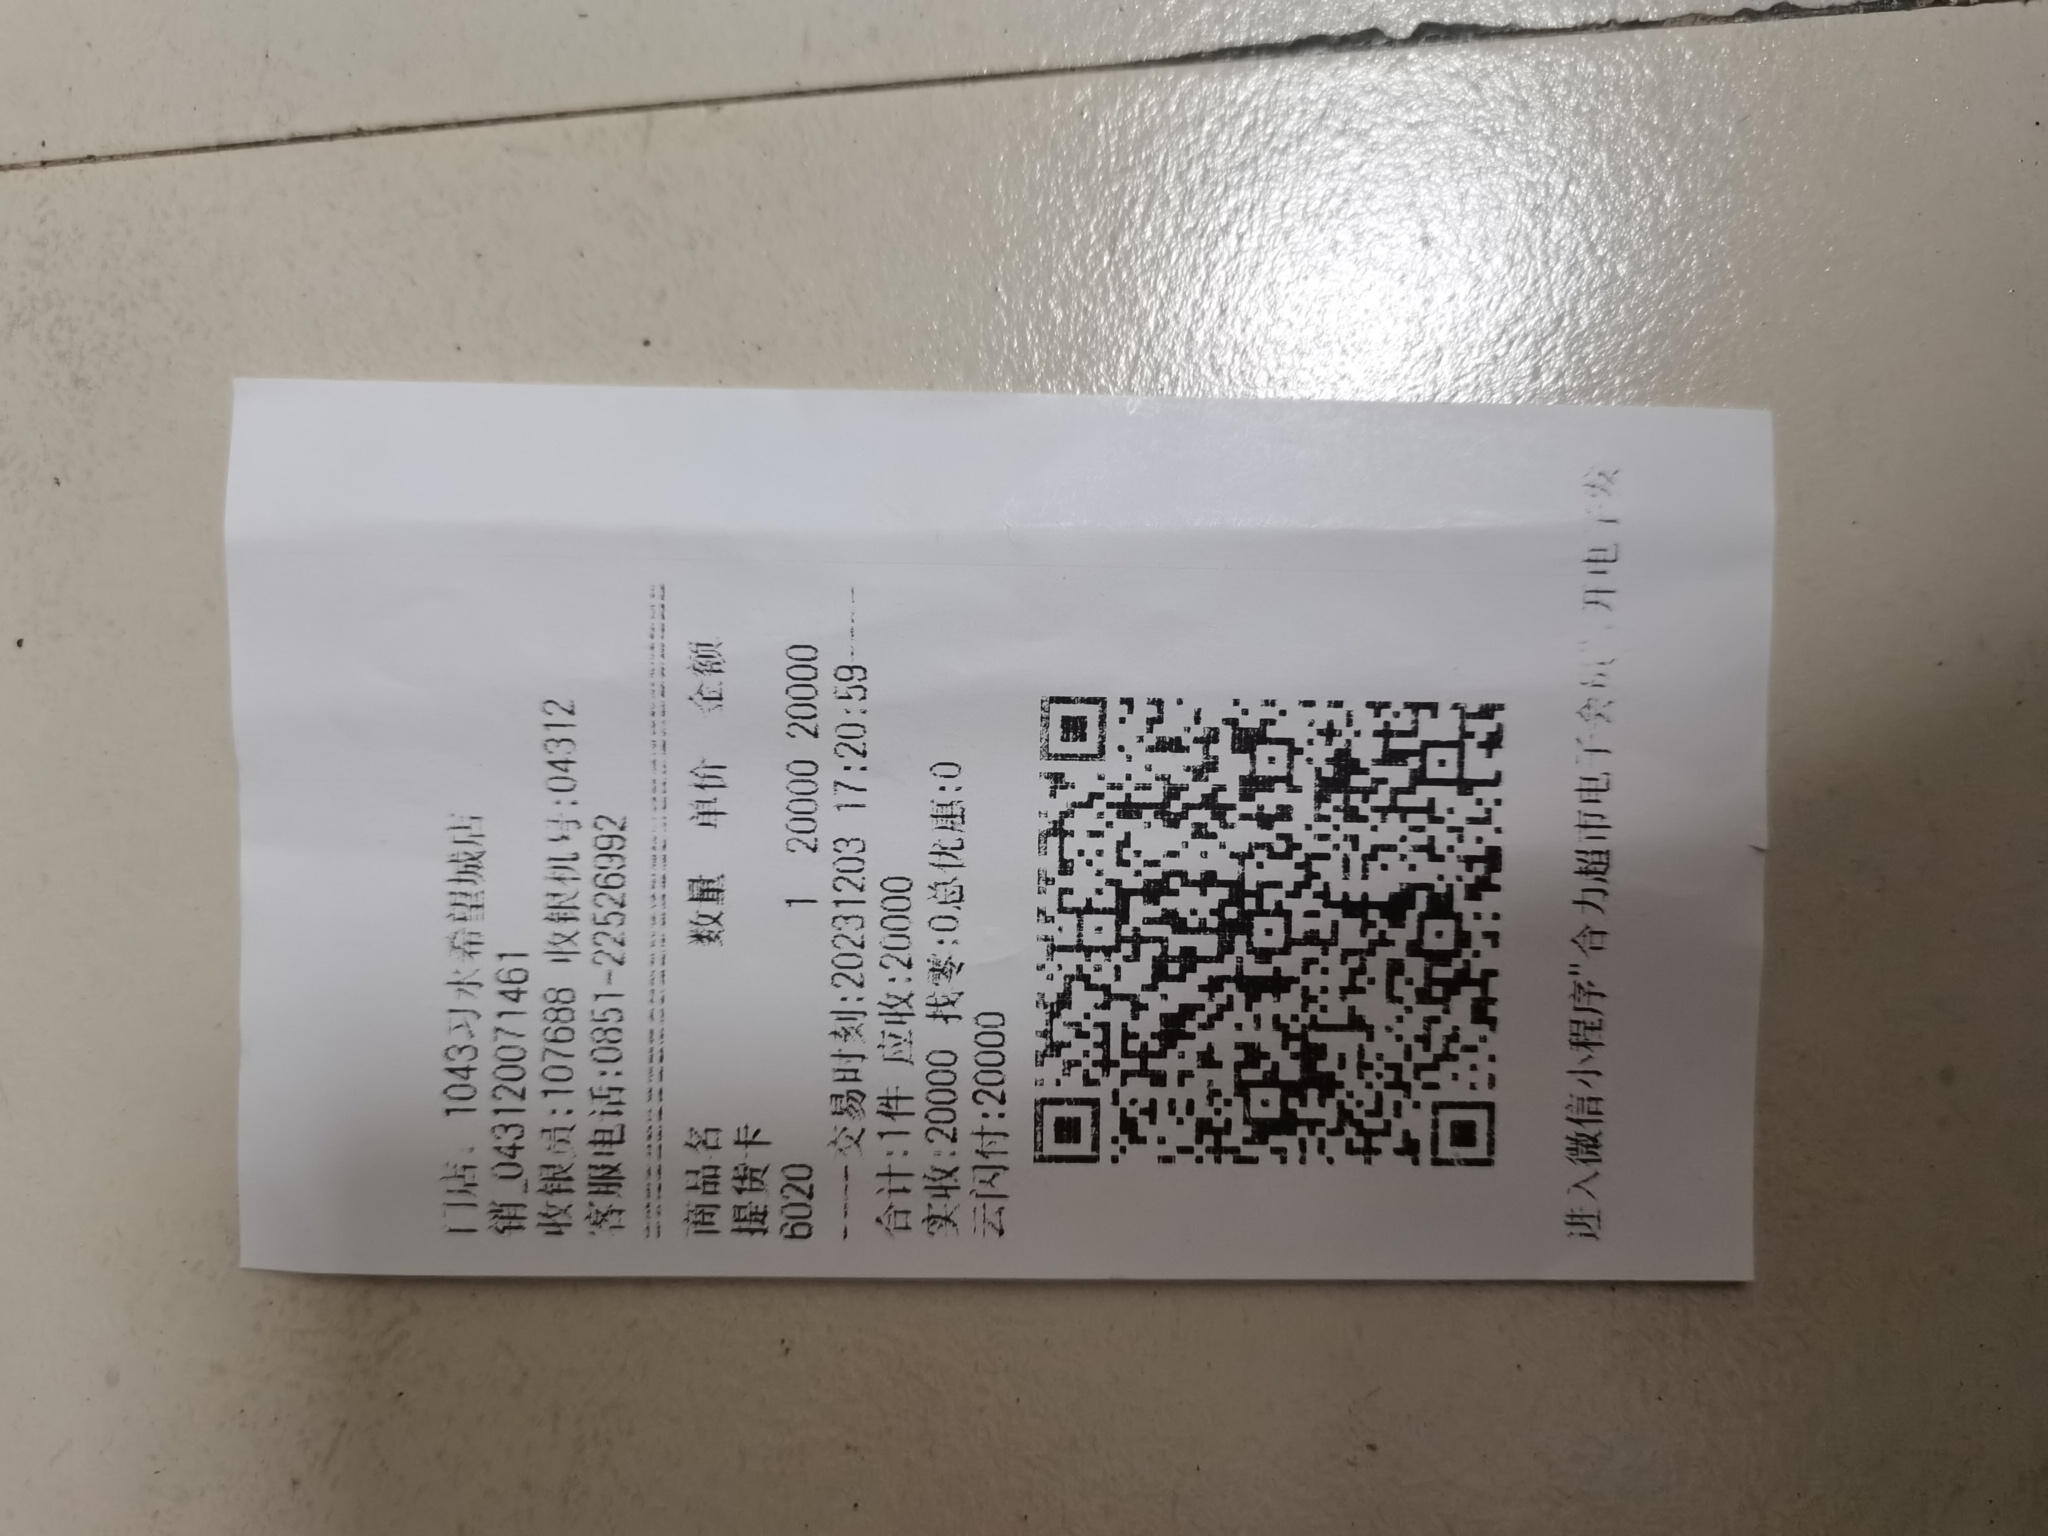 门店: 1043习水希望城店
销_043120071461
收银员:107688 收银机号:04312
客服电话:0851-22526992
商品名 数量 单价 金额
提货卡
6020 1 20000 20000
----交易时刻:20231203 17:20:59----
合计:1件 应收:20000
实收:20000 找零:0总优惠:0
云闪付:20000
进入微信小程序"合力超市电子会 开电子发